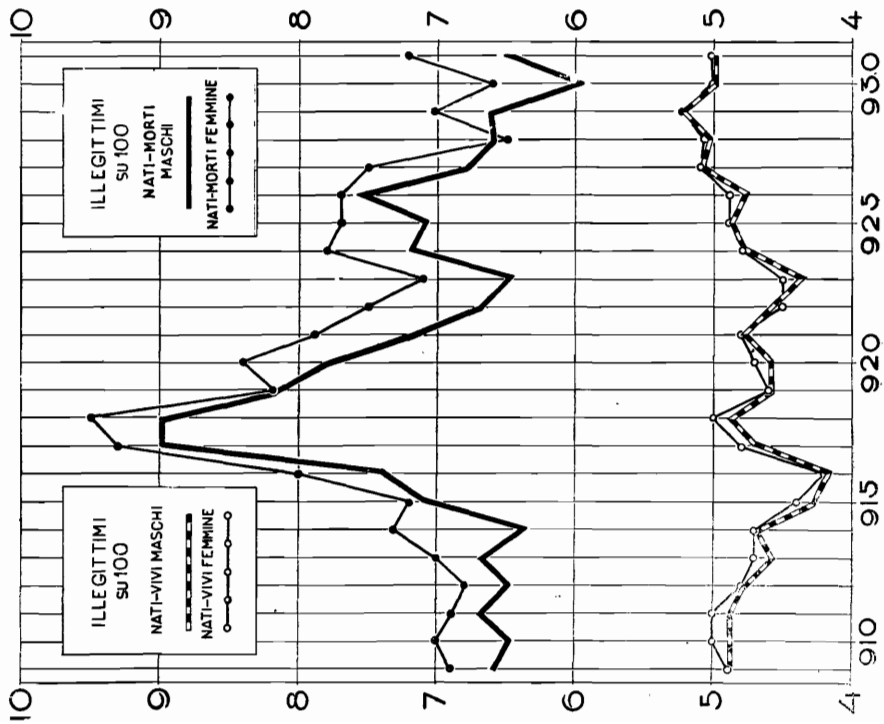 10
9
8
7
6
5
4
ILLEGITTIMI
SU 100
NATI-VIVI MASCHI
NATI-VIVI FEMMINE
ILLEGITTIMI
SU 100
NATI-MORTI
MASCHI
NATI-MORTI FEMMINE
10
9
8
7
6
5
4
910
915
920
925
930